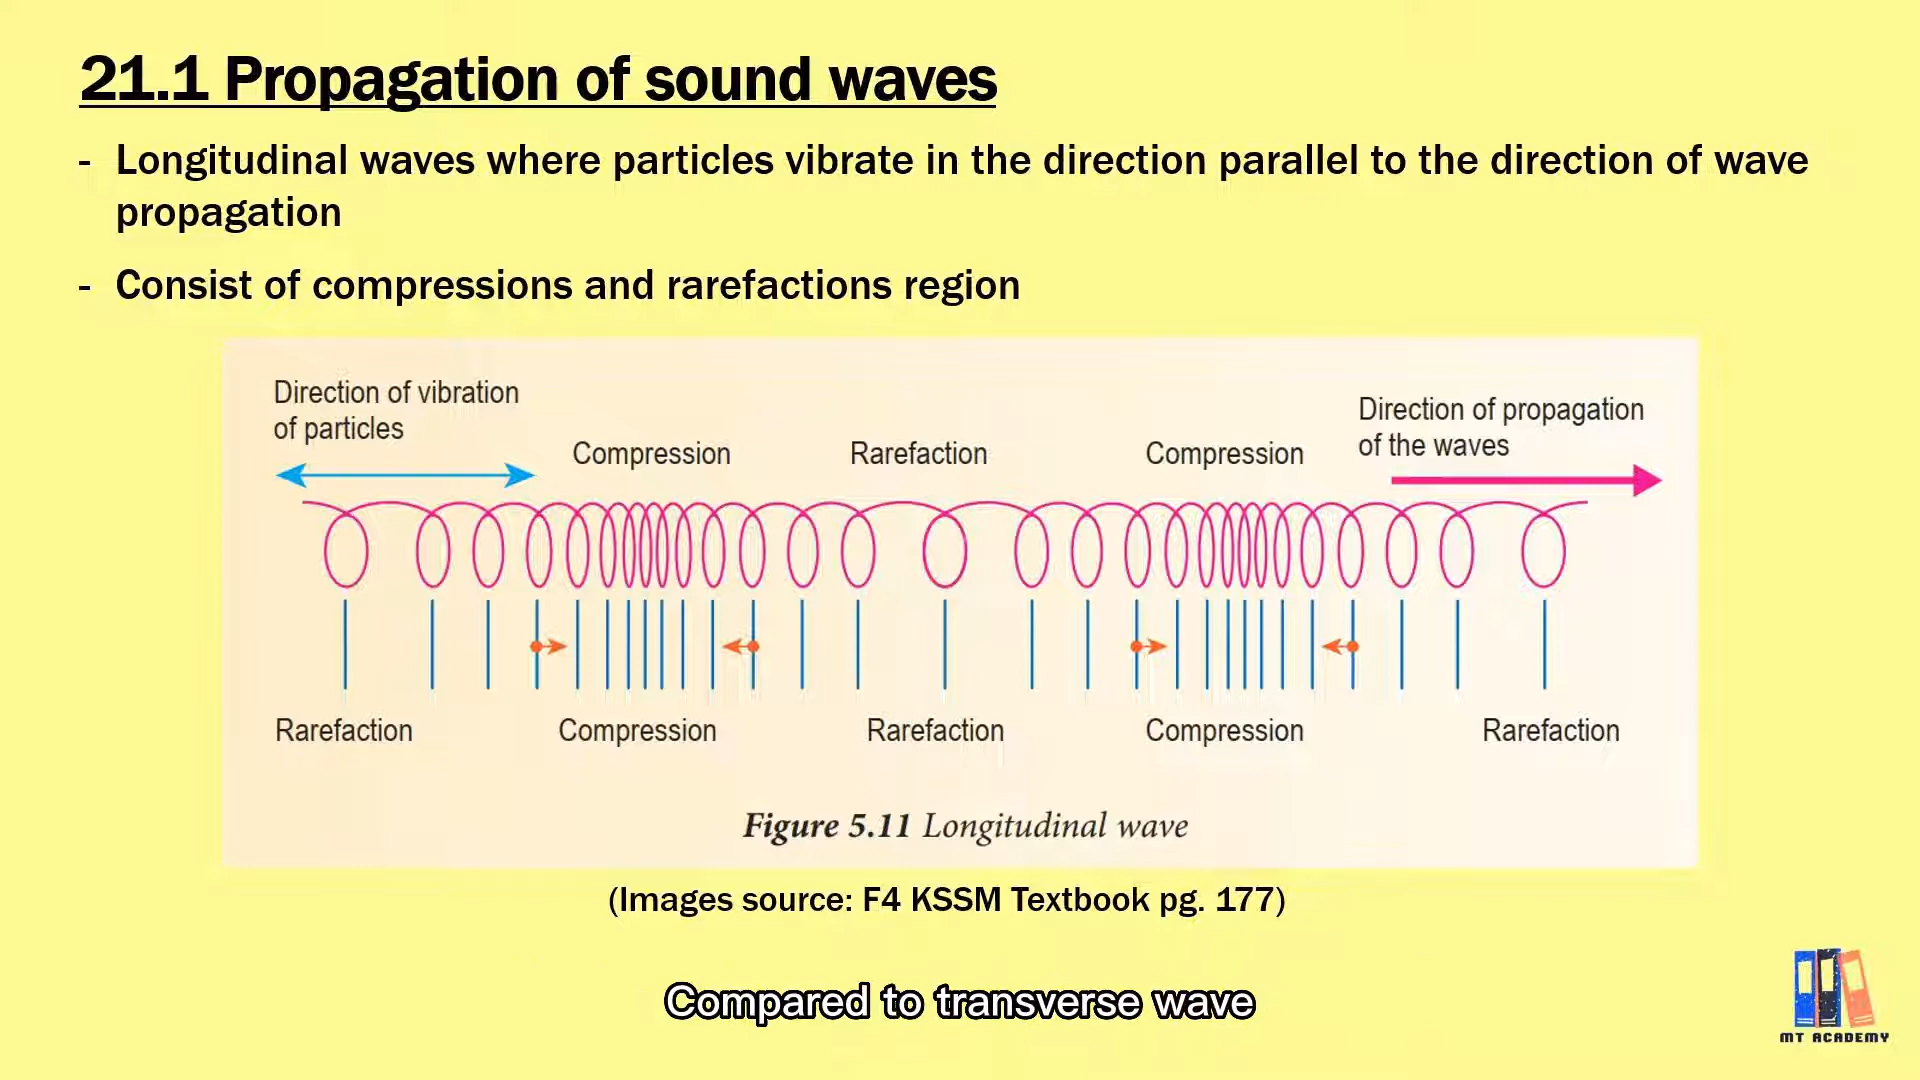 21.1 Propagation of sound waves
- Longitudinal waves where particles vibrate in the direction parallel to the direction of wave
propagation
- Consist of compressions and rarefactions region
Direction of vibration
of particles
Compression
Rarefaction
Compression
Direction of propagation
of the waves
Rarefaction
Compression
Rarefaction
Compression
Rarefaction
Figure 5.11 Longitudinal wave
(Images source: F4 KSSM Textbook pg. 177)
Compared to transverse wave
MT ACADEMY